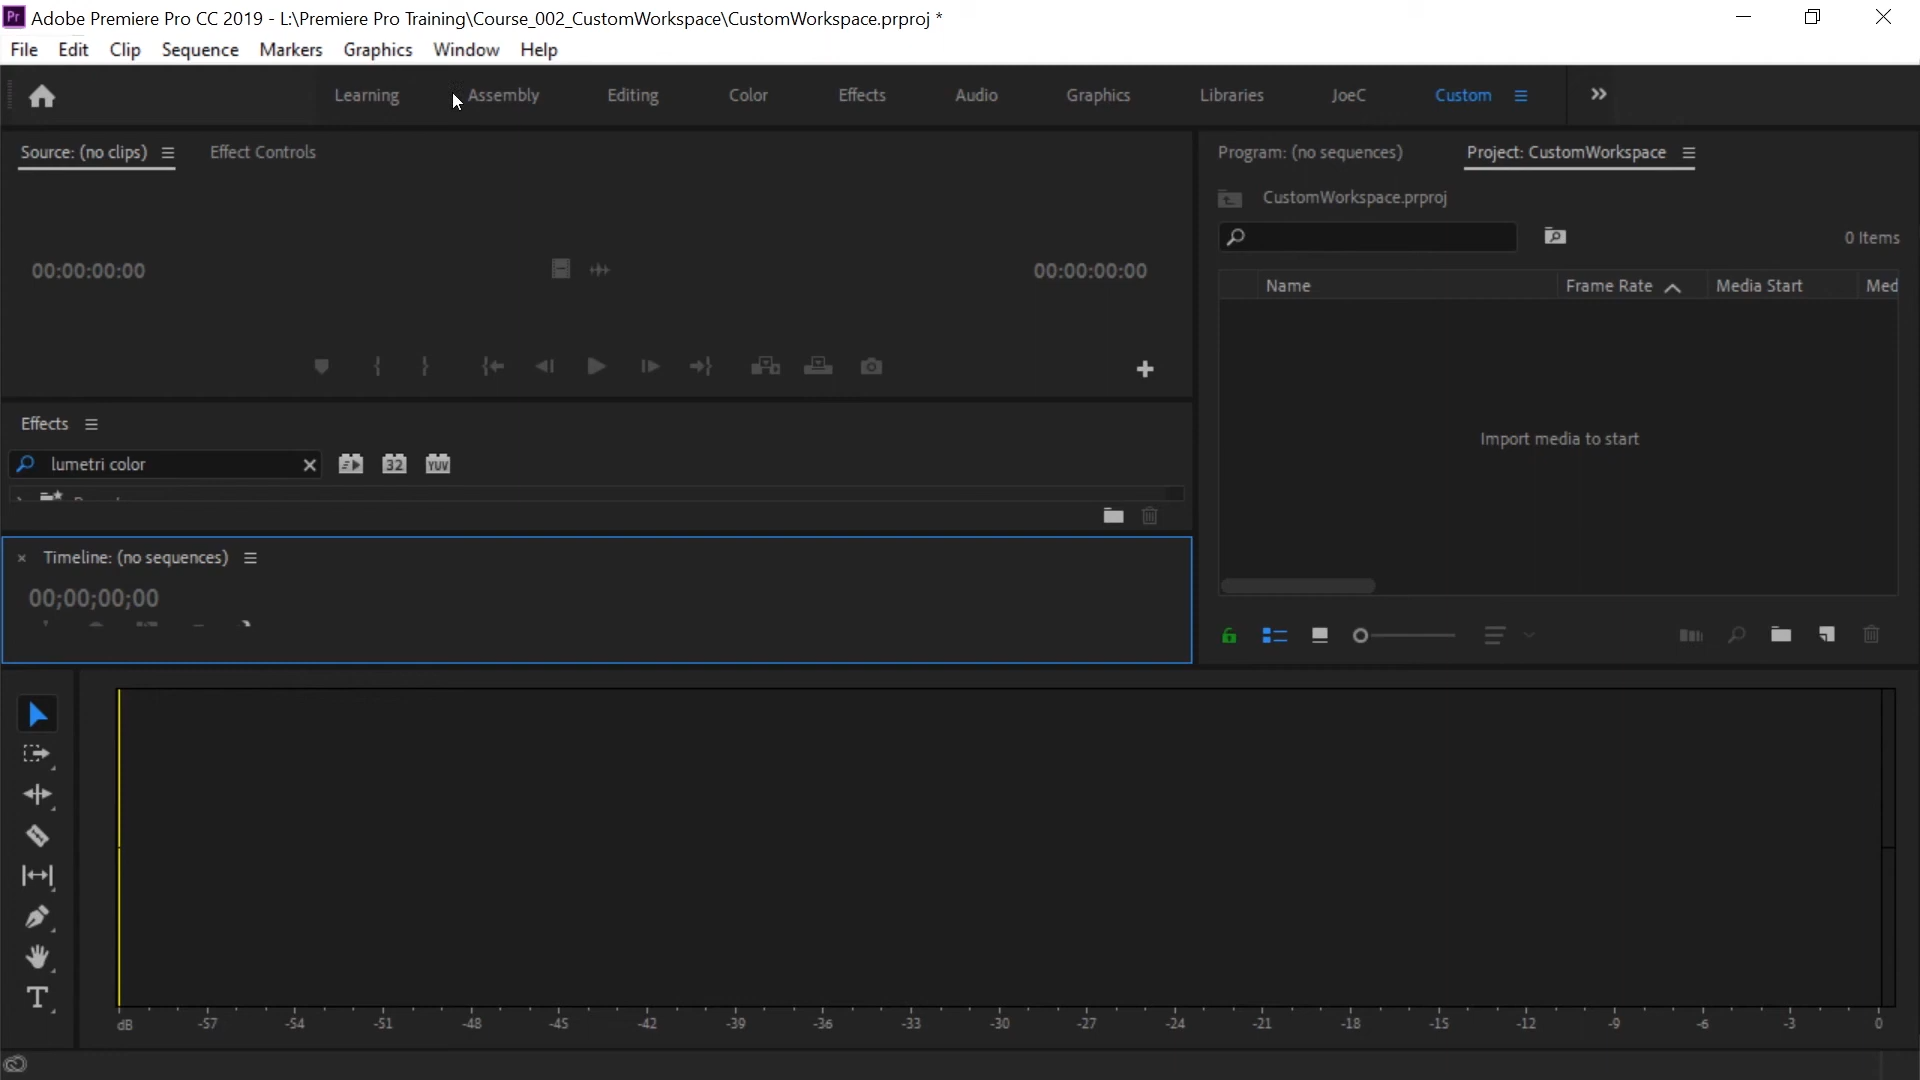 Pr Adobe Premiere Pro CC 2019 - L:\Premiere Pro Training\Course_002_CustomWorkspace\CustomWorkspace.prproj *
File Edit Clip Sequence Markers Graphics Window Help
Learning Assembly Editing Color Effects Audio Graphics Libraries JoeC Custom
Source: (no clips) Effect Controls
Program: (no sequences) Project: CustomWorkspace
CustomWorkspace.prproj
0 Items
00:00:00:00 00:00:00:00
Name Frame Rate Media Start Med
Import media to start
Effects
lumetri color
32 YUV
Timeline: (no sequences)
00;00;00;00
dB -57 -54 -51 -48 -45 -42 -39 -36 -33 -30 -27 -24 -21 -18 -15 -12 -9 -6 -3 0